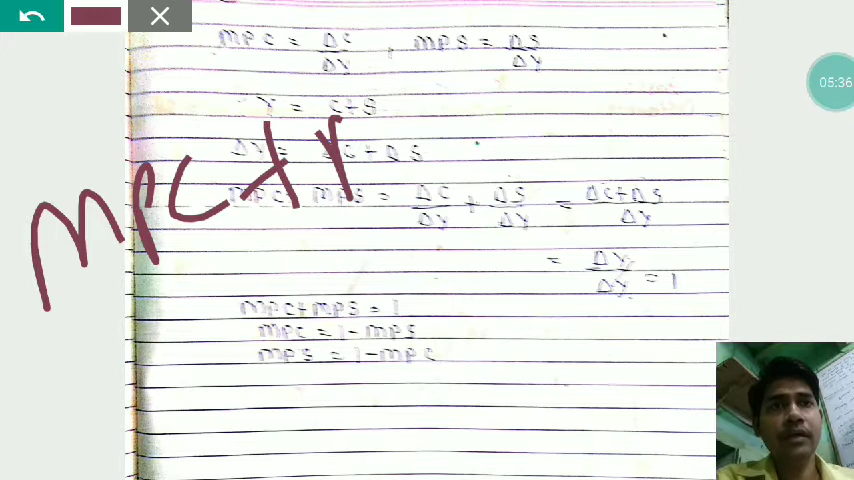 MPC = ΔC/ΔY , MPS = ΔS/ΔY
Y = C+S
ΔY = ΔC + ΔS
MPC+ MPS = ΔC/ΔY + ΔS/ΔY = ΔC+ΔS/ΔY
= ΔY/ΔY = 1
MPC+MPS = 1
MPC = 1-MPS
MPS = 1-MPC
MPC+
05:36